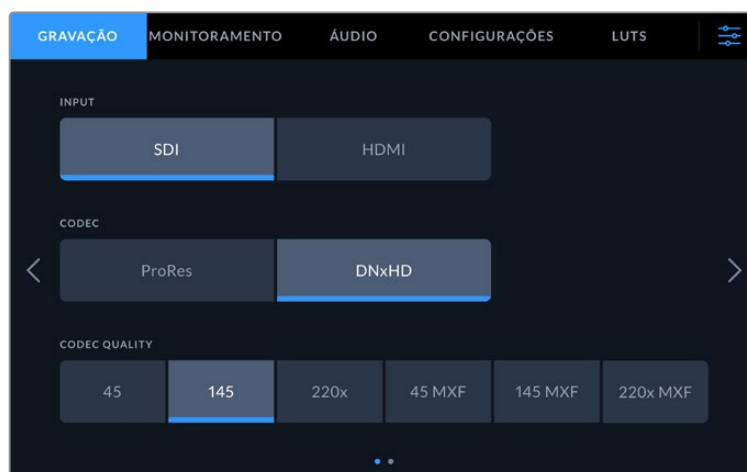 GRAVAÇÃO MONITORAMENTO ÁUDIO CONFIGURAÇÕES LUTS
INPUT
SDI HDMI
CODEC
ProRes DNxHD
CODEC QUALITY
45 145 220x 45 MXF 145 MXF 220x MXF